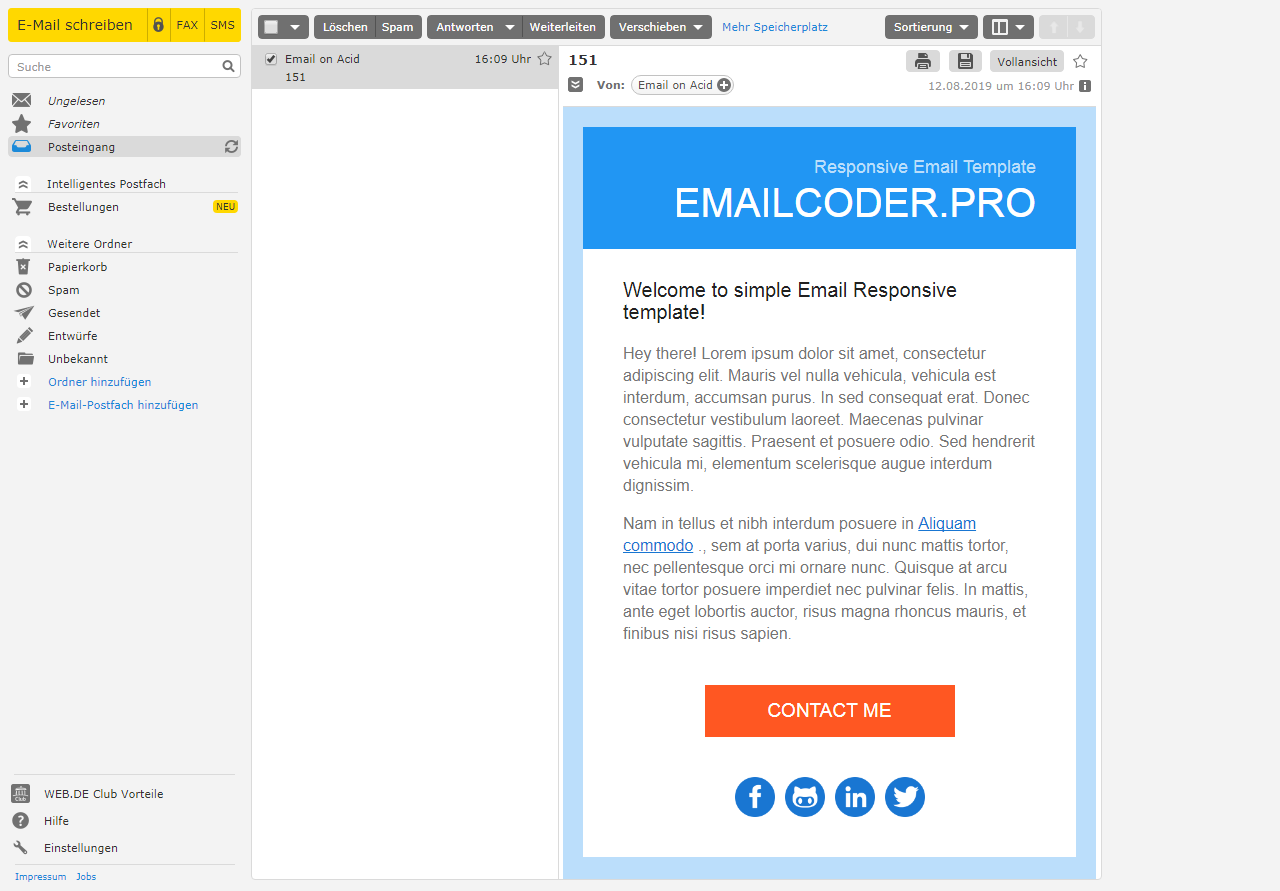 E-Mail schreiben FAX SMS
Suche
Ungelesen
Favoriten
Posteingang
Intelligentes Postfach
Bestellungen NEU
Weitere Ordner
Papierkorb
Spam
Gesendet
Entwürfe
Unbekannt
Ordner hinzufügen
E-Mail-Postfach hinzufügen
Club WEB.DE Club Vorteile
Hilfe
Einstellungen
Impressum Jobs
Löschen Spam Antworten Weiterleiten Verschieben Mehr Speicherplatz Sortierung
Email on Acid 16:09 Uhr
151
151 Vollansicht
Von: Email on Acid 12.08.2019 um 16:09 Uhr
Responsive Email Template
EMAILCODER.PRO
Welcome to simple Email Responsive
template!
Hey there! Lorem ipsum dolor sit amet, consectetur
adipiscing elit. Mauris vel nulla vehicula, vehicula est
interdum, accumsan purus. In sed consequat erat. Donec
consectetur vestibulum laoreet. Maecenas pulvinar
vulputate sagittis. Praesent et posuere odio. Sed hendrerit
vehicula mi, elementum scelerisque augue interdum
dignissim.
Nam in tellus et nibh interdum posuere in Aliquam
commodo ., sem at porta varius, dui nunc mattis tortor,
nec pellentesque orci mi ornare nunc. Quisque at arcu
vitae tortor posuere imperdiet nec pulvinar felis. In mattis,
ante eget lobortis auctor, risus magna rhoncus mauris, et
finibus nisi risus sapien.
CONTACT ME